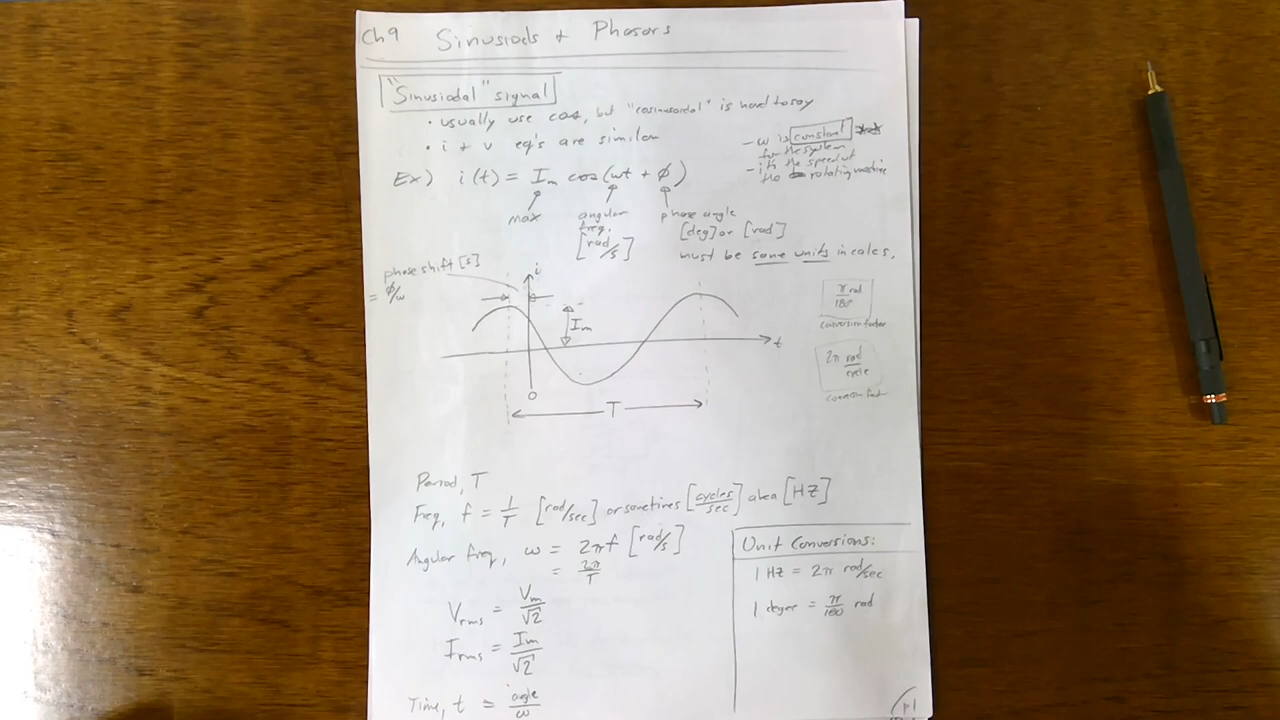 Ch 9 Sinusiods + Phasors
"Sinusiodal" signal
• usually use cos, but "cosinusoidal" is hard to say
• i + v eq's are similar
- ω is constant **
for the system
- it's the speed of
the rotating machine
Ex) i(t) = Im cos(ωt + ϕ)
max
angular
freq.
[rad/s]
phase angle
[deg] or [rad]
must be same units in calcs.
phase shift [s]
= ϕ/ω
i
Im
t
0
T
π rad
180°
conversion factor
2π rad
cycle
conversion fact
Period, T
Freq, f = 1/T [rad/sec] or sometimes [cycles/sec] aka [HZ]
Angular freq, ω = 2πf [rad/s]
= 2π/T
Vrms = Vm/√2
Irms = Im/√2
Time, t = angle/ω
Unit Conversions:
1 HZ = 2π rad/sec
1 degree = π/180 rad
p1